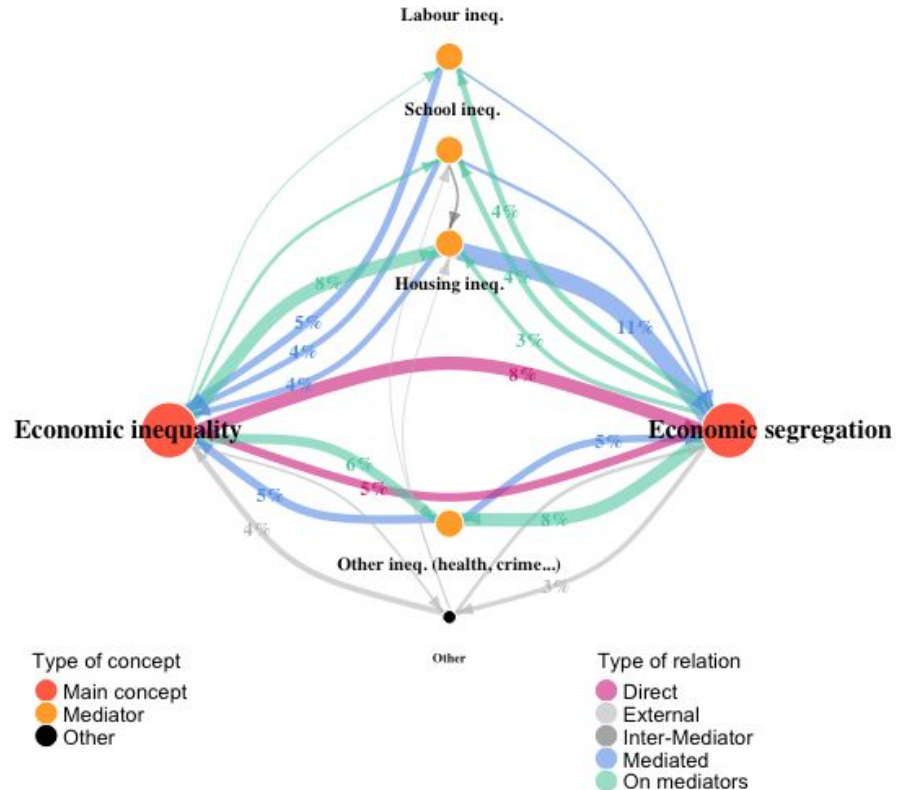 Labour ineq.
School ineq.
4%
8%
Housing ineq.
4%
5%
11%
3%
4%
4%
8%
Economic inequality
Economic segregation
5%
6%
5%
5%
8%
4%
Other ineq. (health, crime...)
3%
Other
Type of concept
Main concept
Mediator
Other
Type of relation
Direct
External
Inter-Mediator
Mediated
On mediators